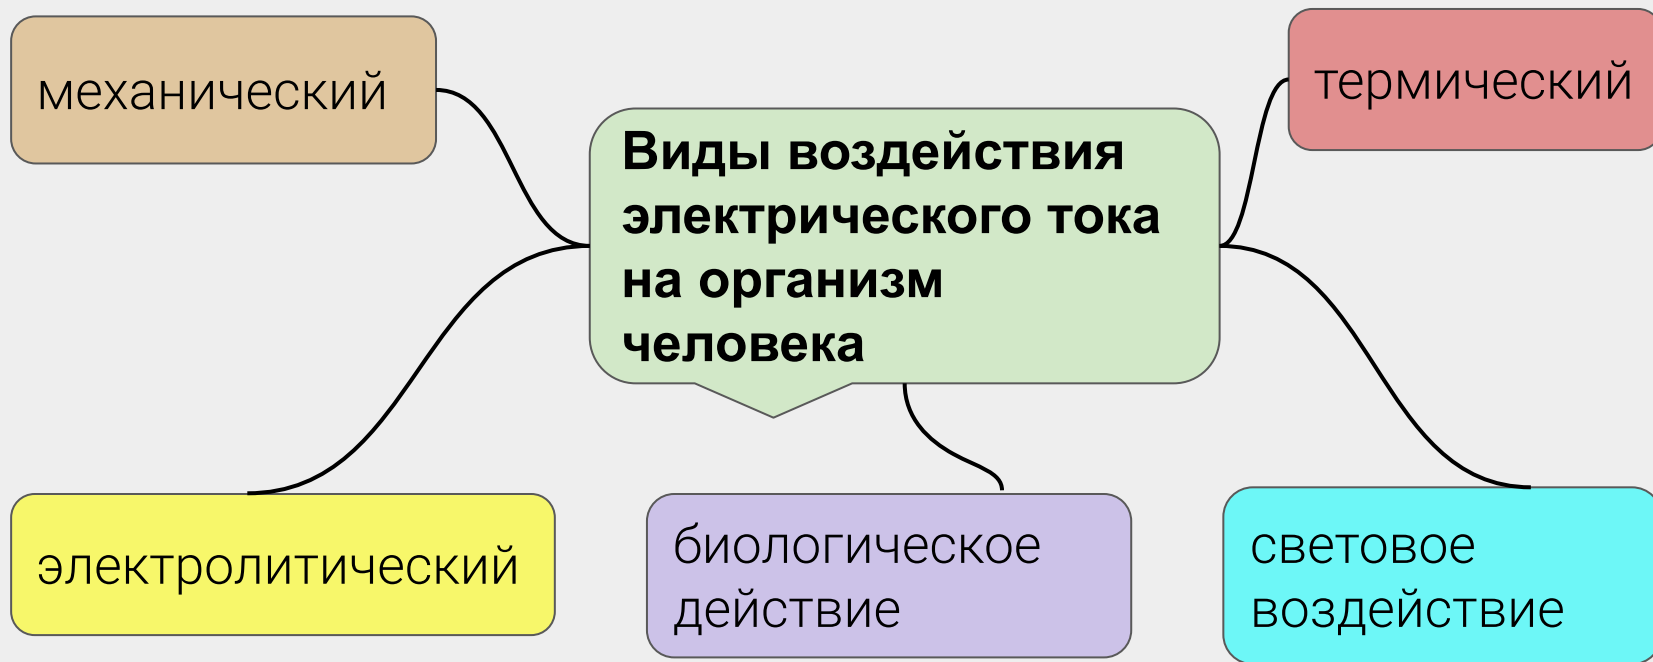 механический
термический
Виды воздействия
электрического тока
на организм
человека
электролитический
биологическое
действие
световое
воздействие